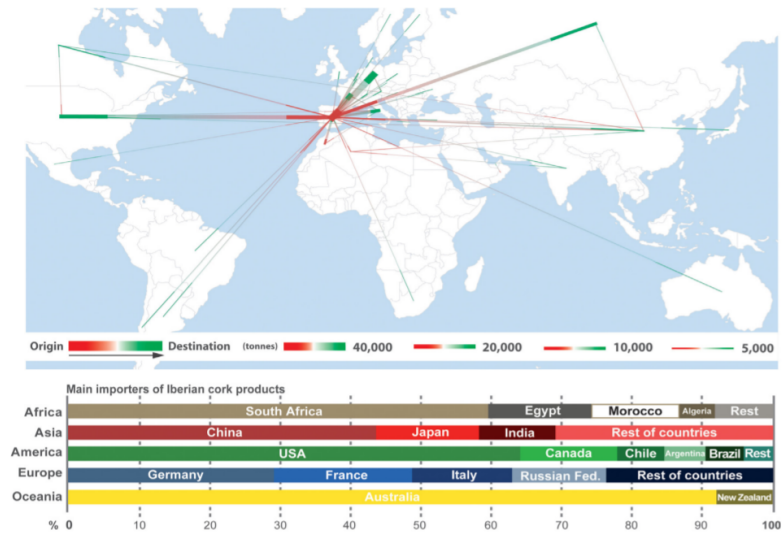 Origin Destination (tonnes) 40,000 20,000 10,000 5,000
Main importers of Iberian cork products
Africa South Africa Egypt Morocco Algeria Rest
Asia China Japan India Rest of countries
America USA Canada Chile Argentina Brazil Rest
Europe Germany France Italy Russian Fed. Rest of countries
Oceania Australia New Zealand
% 0 10 20 30 40 50 60 70 80 90 100